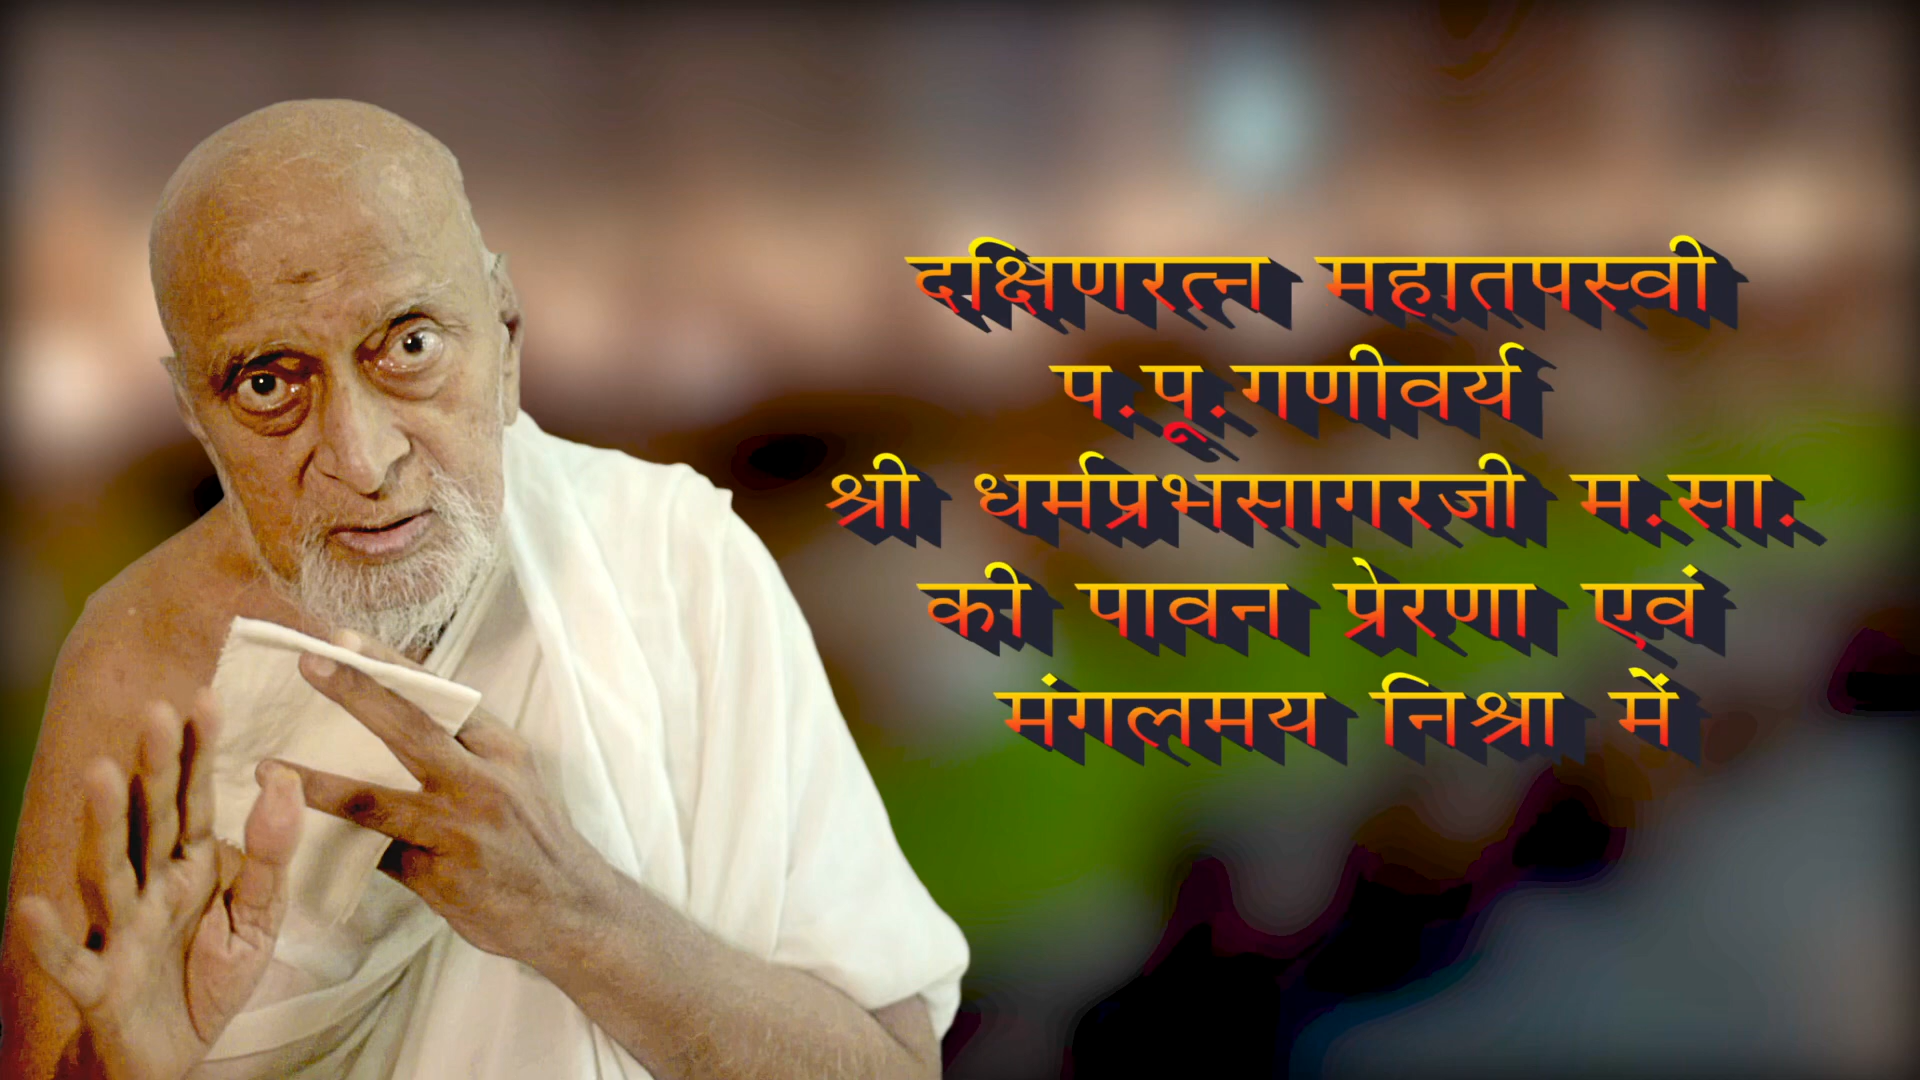 दक्षिणरत्न महातपस्वी
प.पू.गणीवर्य
श्री धर्मप्रभसागरजी म.सा.
की पावन प्रेरणा एवं
मंगलमय निश्रा में